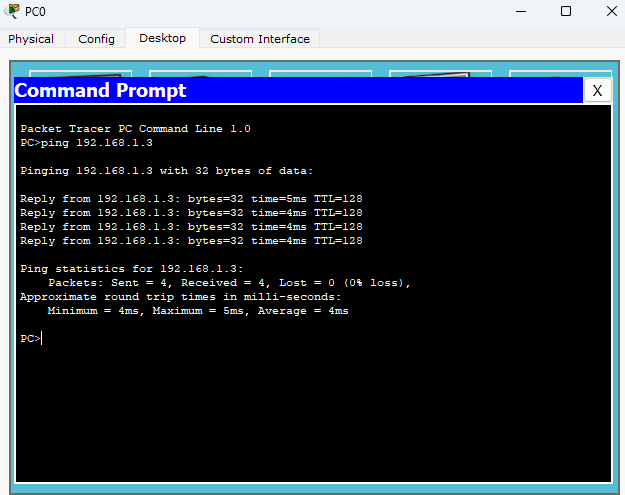 PC0
Physical Config Desktop Custom Interface
Command Prompt X
Packet Tracer PC Command Line 1.0
PC>ping 192.168.1.3
Pinging 192.168.1.3 with 32 bytes of data:
Reply from 192.168.1.3: bytes=32 time=5ms TTL=128
Reply from 192.168.1.3: bytes=32 time=4ms TTL=128
Reply from 192.168.1.3: bytes=32 time=4ms TTL=128
Reply from 192.168.1.3: bytes=32 time=4ms TTL=128
Ping statistics for 192.168.1.3:
    Packets: Sent = 4, Received = 4, Lost = 0 (0% loss),
Approximate round trip times in milli-seconds:
    Minimum = 4ms, Maximum = 5ms, Average = 4ms
PC>